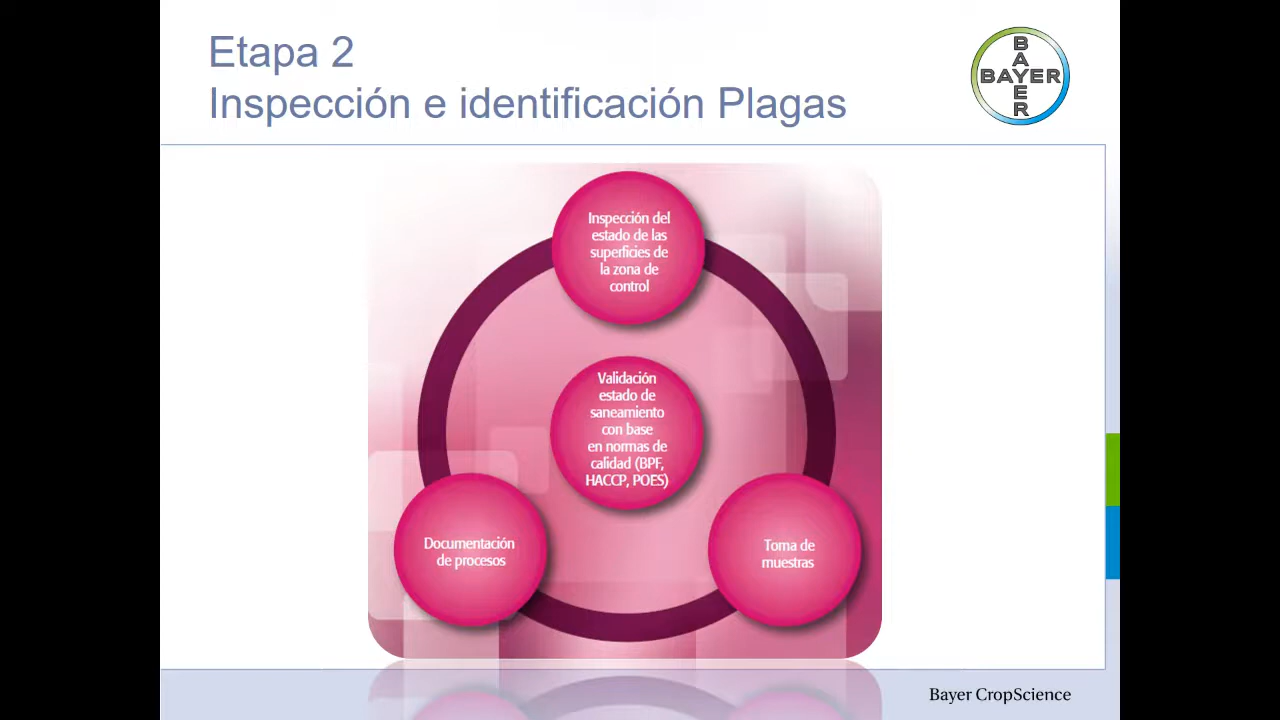 Etapa 2
Inspección e identificación Plagas
BAYER
BAYER
Inspección del
estado de las
superficies de
la zona de
control
Validación
estado de
saneamiento
con base
en normas de
calidad (BPF,
HACCP, POES)
Documentación
de procesos
Toma de
muestras
Bayer CropScience